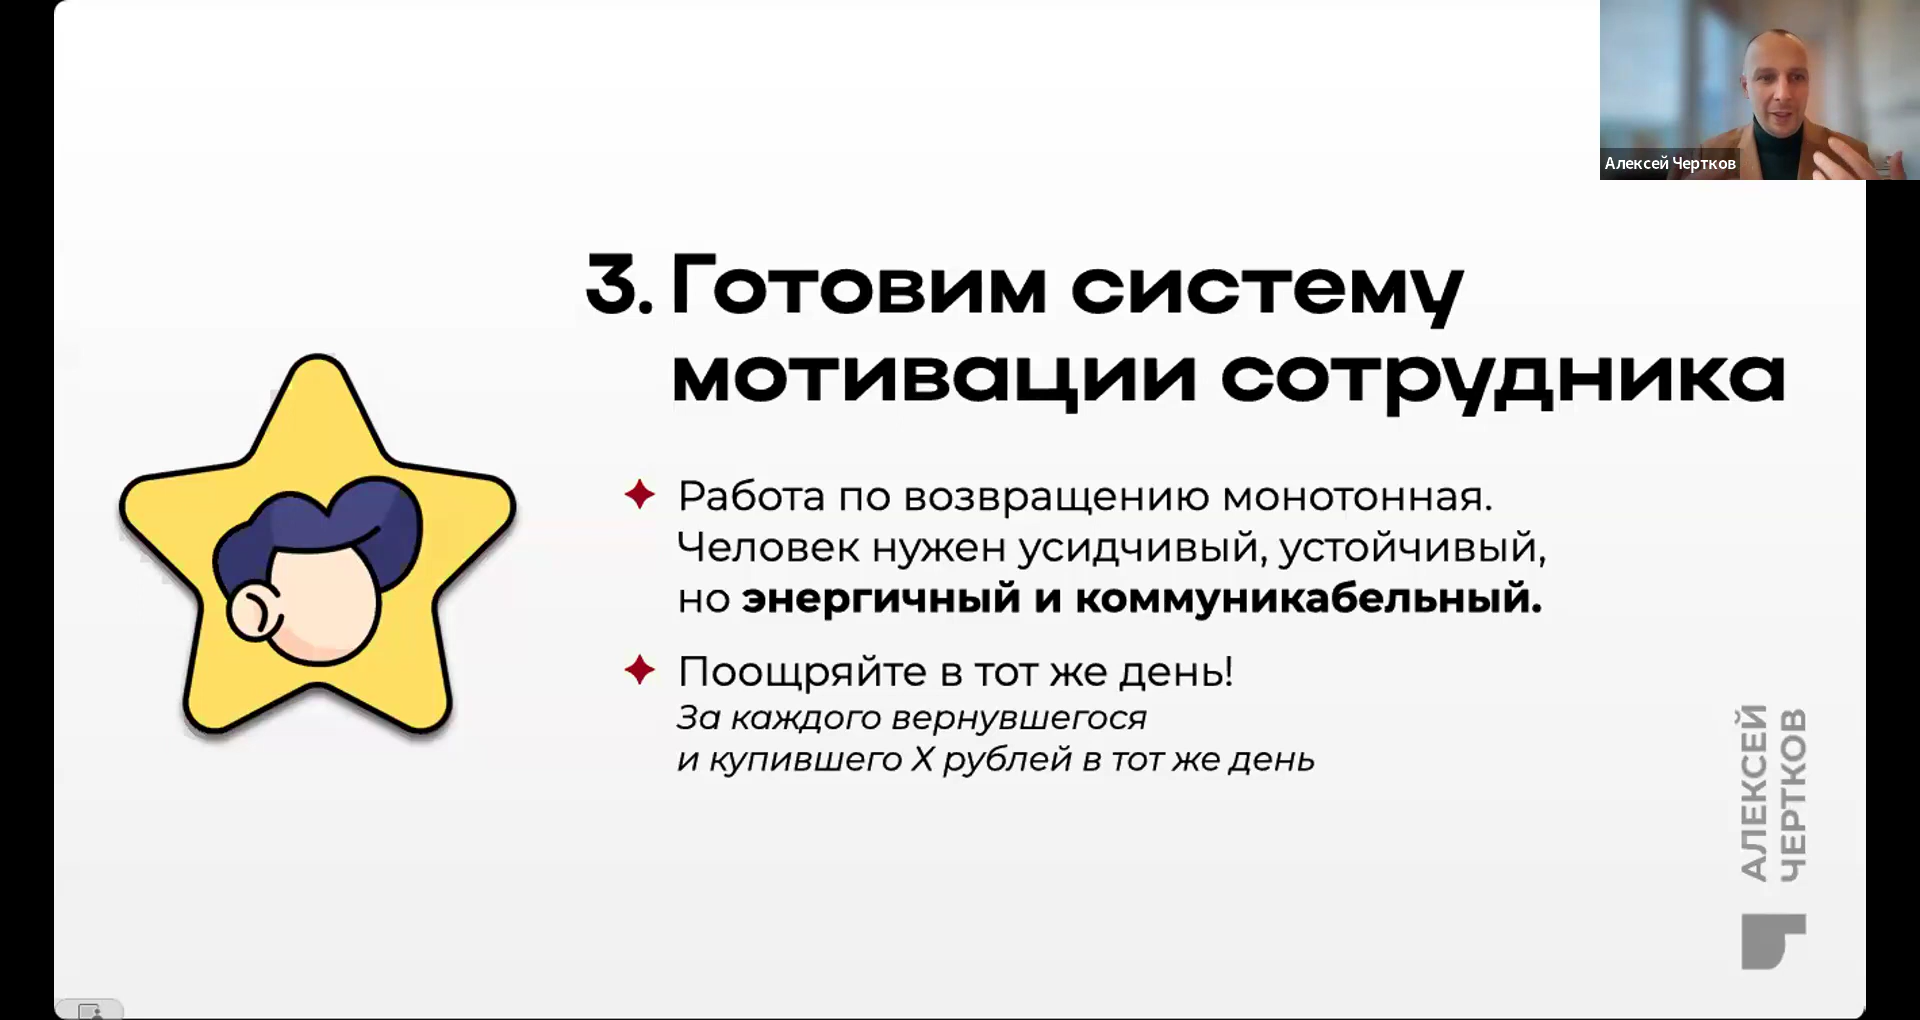 Алексей Чертков
3. Готовим систему
мотивации сотрудника
Работа по возвращению монотонная.
Человек нужен усидчивый, устойчивый,
но энергичный и коммуникабельный.
Поощряйте в тот же день!
За каждого вернувшегося
и купившего X рублей в тот же день
АЛЕКСЕЙ
ЧЕРТКОВ